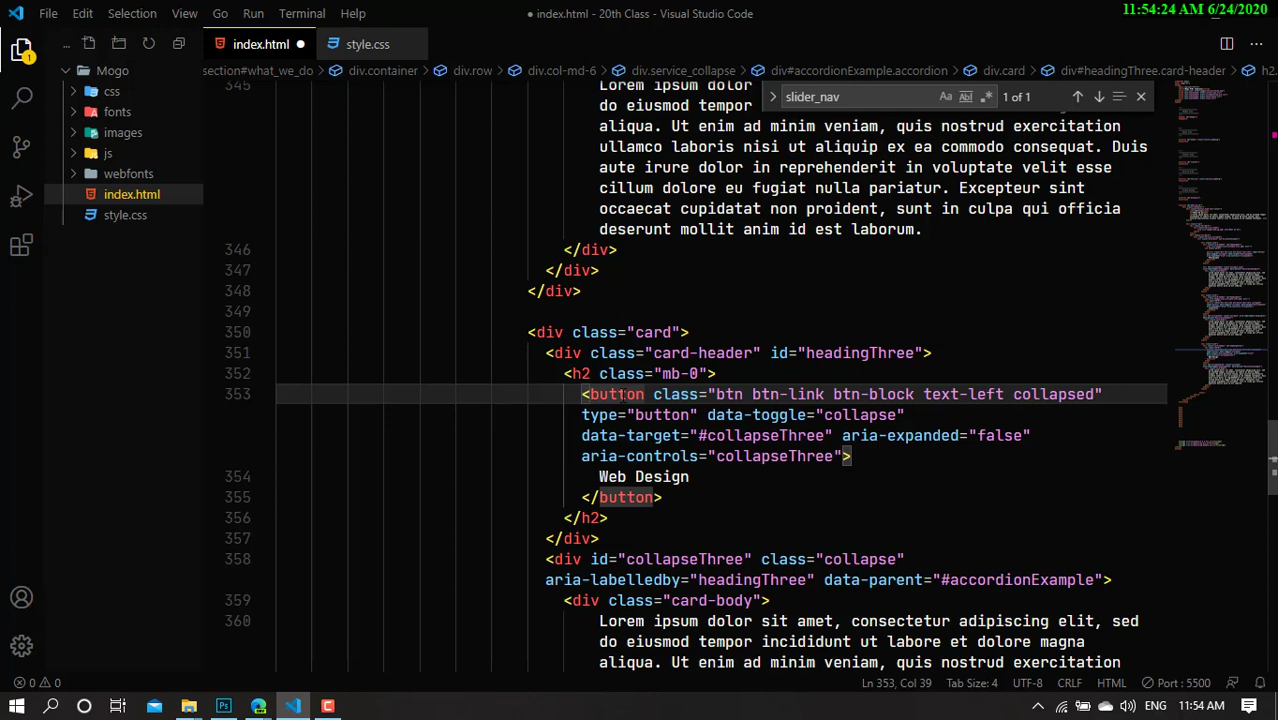 11:54:24 AM 6/24/2020
File Edit Selection View Go Run Terminal Help
● index.html - 20th Class - Visual Studio Code
... index.html ● style.css ...
Mogo
css
fonts
images
js
webfonts
index.html
style.css
1
section#what_we_do › div.container › div.row › div.col-md-6 › div.service_collapse › div#accordionExample.accordion › div.card › div#headingThree.card-header › h2.
slider_nav Aa Abl .* 1 of 1
345 Lorem ipsum dolor
do eiusmod tempor
aliqua. Ut enim ad minim veniam, quis nostrud exercitation
ullamco laboris nisi ut aliquip ex ea commodo consequat. Duis
aute irure dolor in reprehenderit in voluptate velit esse
cillum dolore eu fugiat nulla pariatur. Excepteur sint
occaecat cupidatat non proident, sunt in culpa qui officia
deserunt mollit anim id est laborum.
346 </div>
347 </div>
348 </div>
349
350 <div class="card">
351 <div class="card-header" id="headingThree">
352 <h2 class="mb-0">
353 <button class="btn btn-link btn-block text-left collapsed"
type="button" data-toggle="collapse"
data-target="#collapseThree" aria-expanded="false"
aria-controls="collapseThree">
354 Web Design
355 </button>
356 </h2>
357 </div>
358 <div id="collapseThree" class="collapse"
aria-labelledby="headingThree" data-parent="#accordionExample">
359 <div class="card-body">
360 Lorem ipsum dolor sit amet, consectetur adipiscing elit, sed
do eiusmod tempor incididunt ut labore et dolore magna
aliqua. Ut enim ad minim veniam, quis nostrud exercitation
0 0 Ln 353, Col 39 Tab Size: 4 UTF-8 CRLF HTML Port : 5500
Ps C ENG 11:54 AM